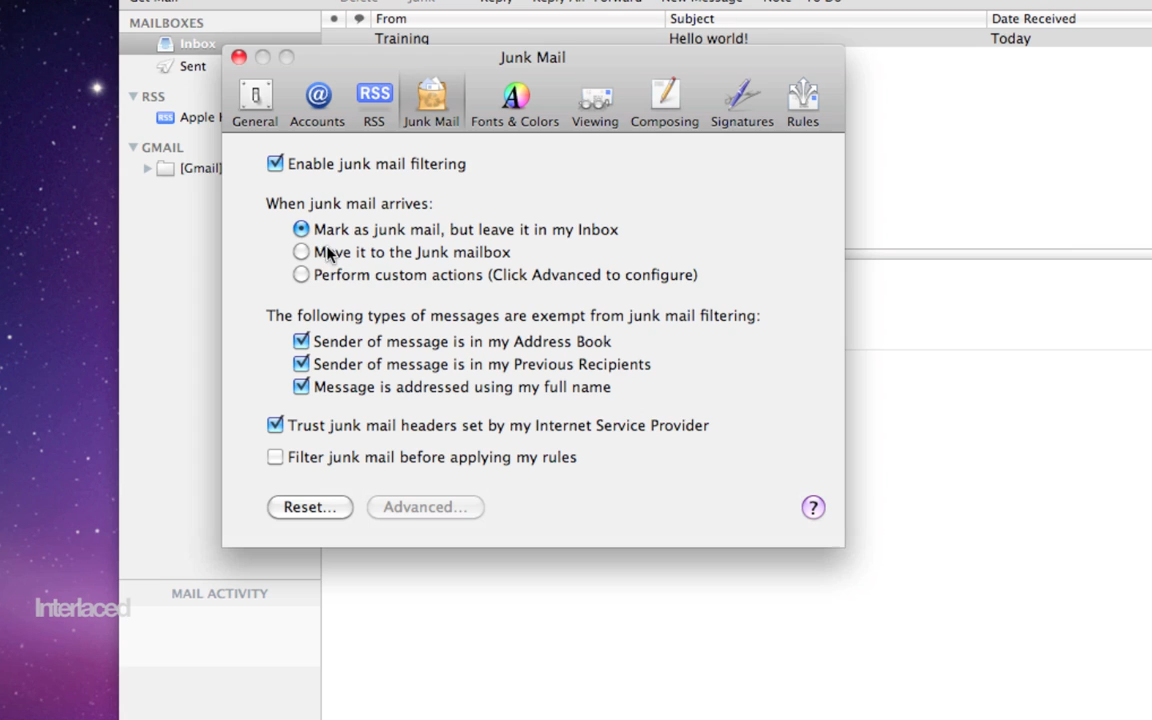 MAILBOXES
From
Subject
Date Received
Inbox
Training
Hello world!
Today
Sent
RSS
RSS Apple
GMAIL
[Gmail]
Junk Mail
RSS
General
Accounts
RSS
Junk Mail
Fonts & Colors
Viewing
Composing
Signatures
Rules
Enable junk mail filtering
When junk mail arrives:
Mark as junk mail, but leave it in my Inbox
Move it to the Junk mailbox
Perform custom actions (Click Advanced to configure)
The following types of messages are exempt from junk mail filtering:
Sender of message is in my Address Book
Sender of message is in my Previous Recipients
Message is addressed using my full name
Trust junk mail headers set by my Internet Service Provider
Filter junk mail before applying my rules
Reset...
Advanced...
?
MAIL ACTIVITY
Interlaced